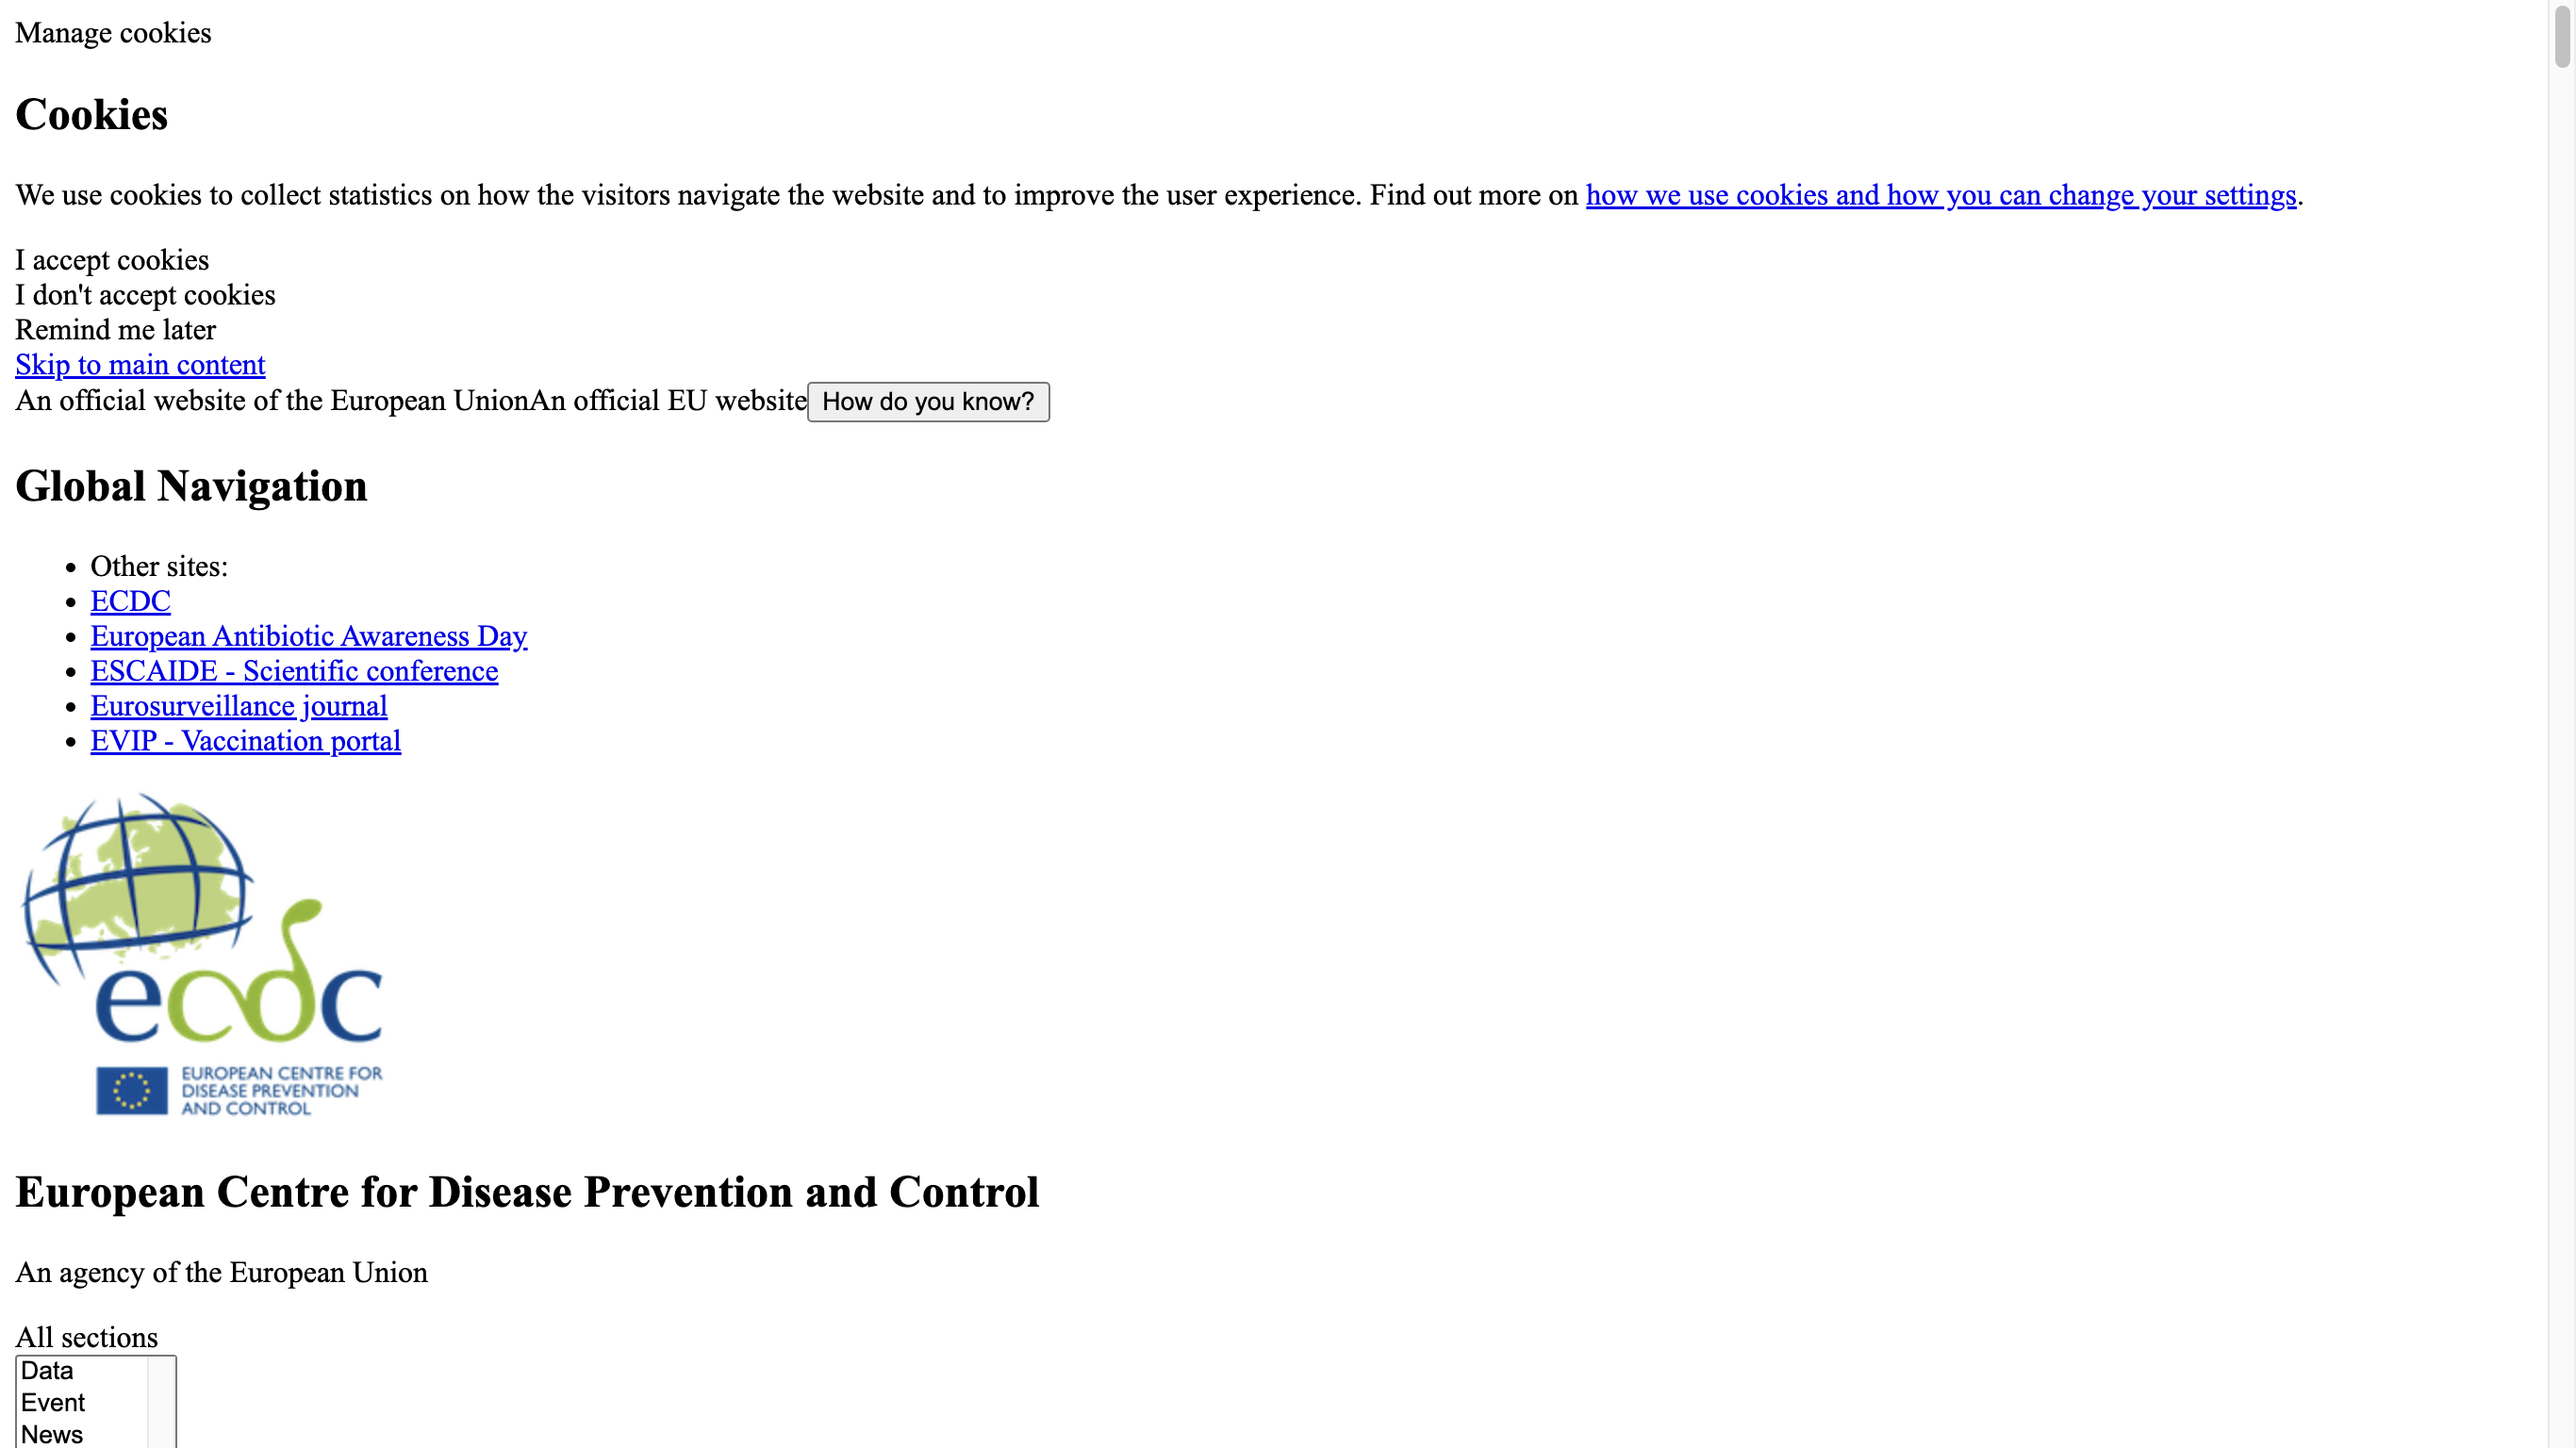 Manage cookies
Cookies
We use cookies to collect statistics on how the visitors navigate the website and to improve the user experience. Find out more on how we use cookies and how you can change your settings.
I accept cookies
I don't accept cookies
Remind me later
Skip to main content
An official website of the European UnionAn official EU website How do you know?
Global Navigation
Other sites:
ECDC
European Antibiotic Awareness Day
ESCAIDE - Scientific conference
Eurosurveillance journal
EVIP - Vaccination portal
ecdc
EUROPEAN CENTRE FOR
DISEASE PREVENTION
AND CONTROL
European Centre for Disease Prevention and Control
An agency of the European Union
All sections
Data
Event
News